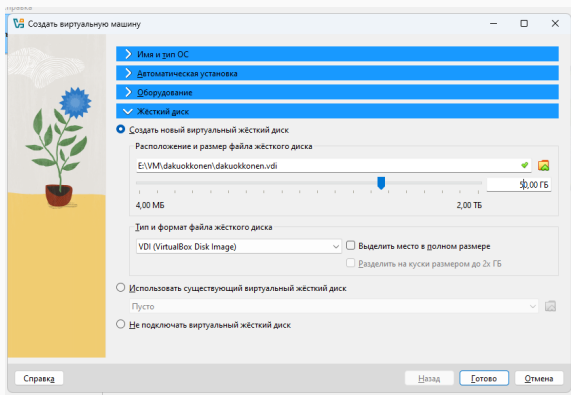 Создать виртуальную машину
Имя и тип ОС
Автоматическая установка
Оборудование
Жёсткий диск
Создать новый виртуальный жёсткий диск
Расположение и размер файла жёсткого диска
E:\VM\dakuokkonen\dakuokkonen.vdi
50,00 ГБ
4,00 МБ 2,00 ТБ
Тип и формат файла жёсткого диска
VDI (VirtualBox Disk Image) Выделить место в полном размере
Разделить на куски размером до 2х ГБ
Использовать существующий виртуальный жёсткий диск
Пусто
Не подключать виртуальный жёсткий диск
Справка Назад Готово Отмена